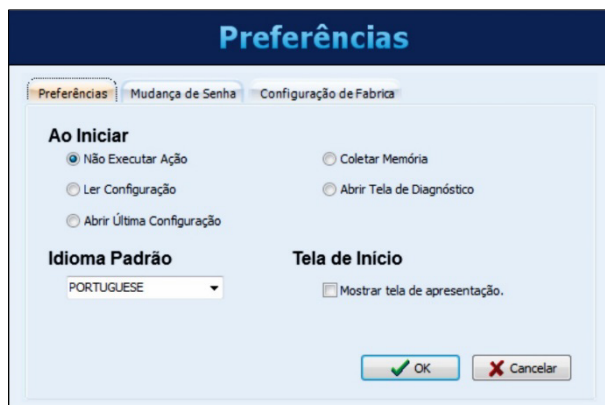 Preferências
Preferências Mudança de Senha Configuração de Fabrica
Ao Iniciar
Não Executar Ação Coletar Memória
Ler Configuração Abrir Tela de Diagnóstico
Abrir Última Configuração
Idioma Padrão Tela de Início
PORTUGUESE Mostrar tela de apresentação.
OK Cancelar